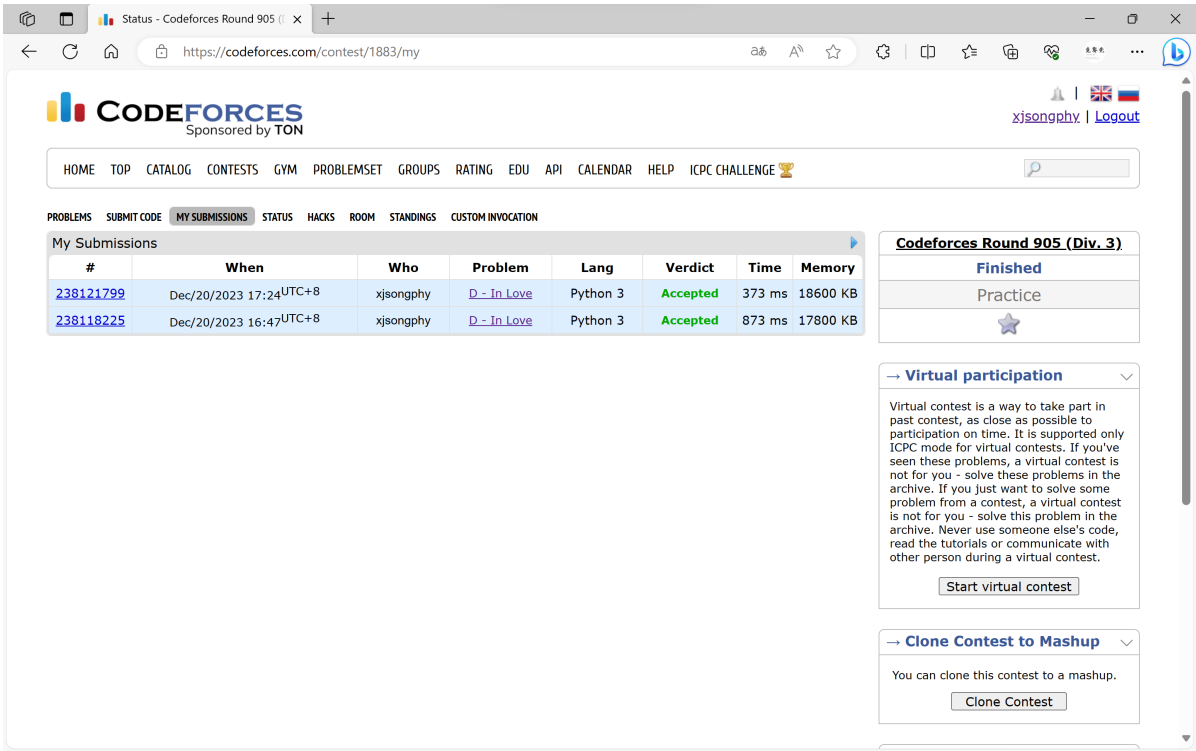 Status - Codeforces Round 905 (
https://codeforces.com/contest/1883/my
CODEFORCES
Sponsored by TON
xjsongphy | Logout
HOME TOP CATALOG CONTESTS GYM PROBLEMSET GROUPS RATING EDU API CALENDAR HELP ICPC CHALLENGE
PROBLEMS SUBMIT CODE MY SUBMISSIONS STATUS HACKS ROOM STANDINGS CUSTOM INVOCATION
My Submissions
# When Who Problem Lang Verdict Time Memory
238121799 Dec/20/2023 17:24UTC+8 xjsongphy D - In Love Python 3 Accepted 373 ms 18600 KB
238118225 Dec/20/2023 16:47UTC+8 xjsongphy D - In Love Python 3 Accepted 873 ms 17800 KB
Codeforces Round 905 (Div. 3)
Finished
Practice
→ Virtual participation
Virtual contest is a way to take part in
past contest, as close as possible to
participation on time. It is supported only
ICPC mode for virtual contests. If you've
seen these problems, a virtual contest is
not for you - solve these problems in the
archive. If you just want to solve some
problem from a contest, a virtual contest
is not for you - solve this problem in the
archive. Never use someone else's code,
read the tutorials or communicate with
other person during a virtual contest.
Start virtual contest
→ Clone Contest to Mashup
You can clone this contest to a mashup.
Clone Contest